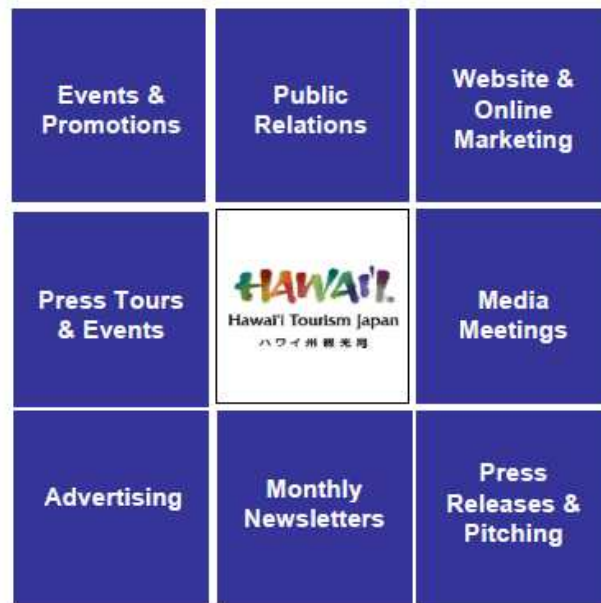 Events &
Promotions
Public
Relations
Website &
Online
Marketing
Press Tours
& Events
HAWAI'I.
Hawai'i Tourism Japan
ハワイ州観光局
Media
Meetings
Advertising
Monthly
Newsletters
Press
Releases &
Pitching